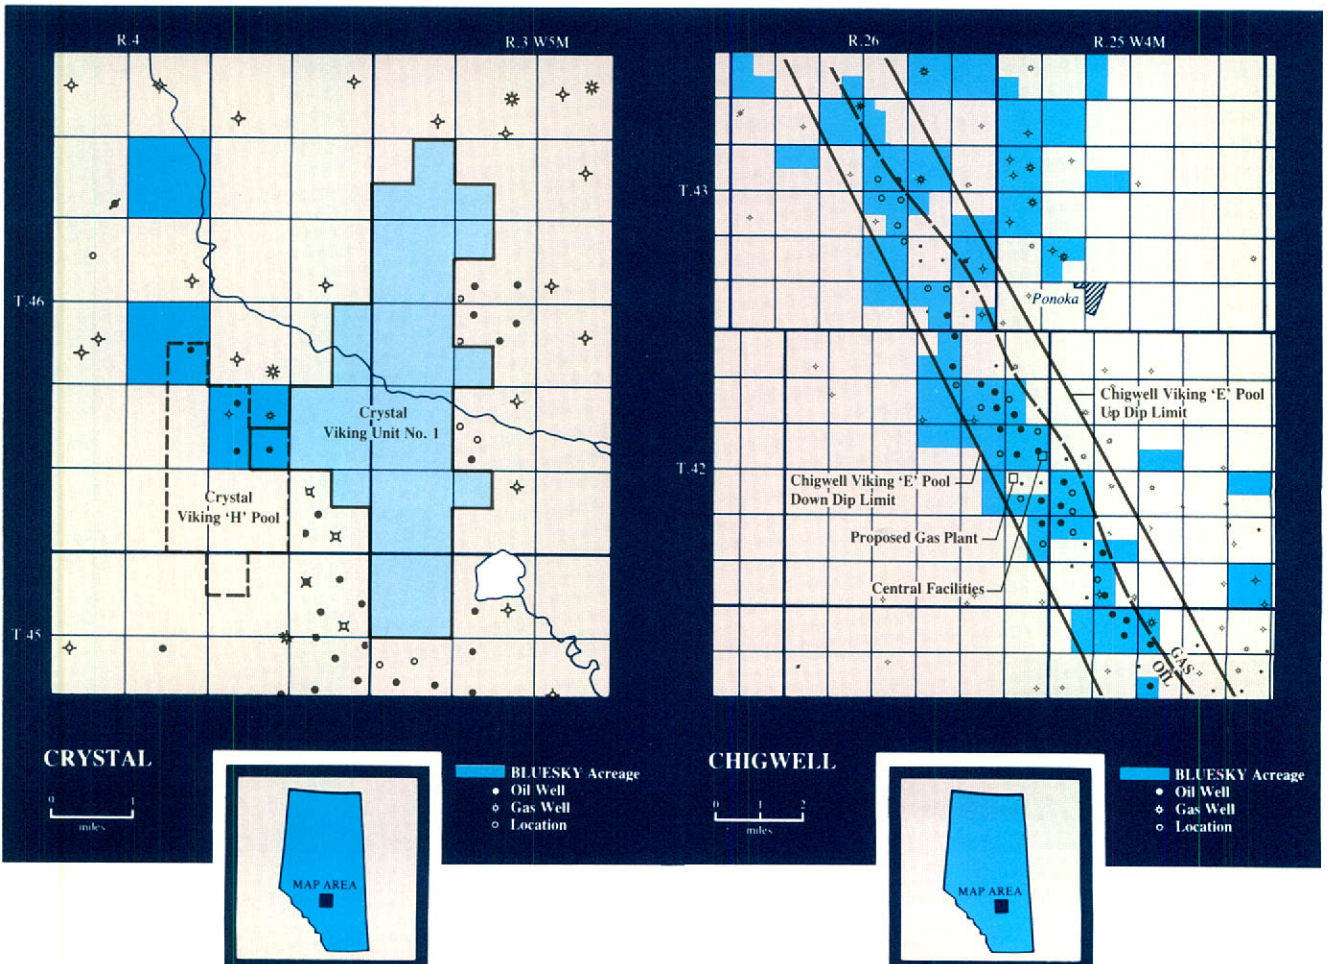 R.4
R.3 W5M
T.46
T.45
Crystal
Viking Unit No. 1
Crystal
Viking ‘H’ Pool
CRYSTAL
0 1
miles
BLUESKY Acreage
Oil Well
Gas Well
Location
MAP AREA
R.26
R.25 W4M
T.43
T.42
Ponoka
Chigwell Viking ‘E’ Pool
Up Dip Limit
Chigwell Viking ‘E’ Pool
Down Dip Limit
Proposed Gas Plant
Central Facilities
GAS
OIL
CHIGWELL
0 1 2
miles
BLUESKY Acreage
Oil Well
Gas Well
Location
MAP AREA